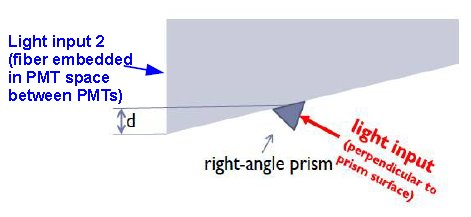 Light input 2
(fiber embedded
in PMT space
between PMTs)
d
right-angle prism
light input
(perpendicular to
prism surface)